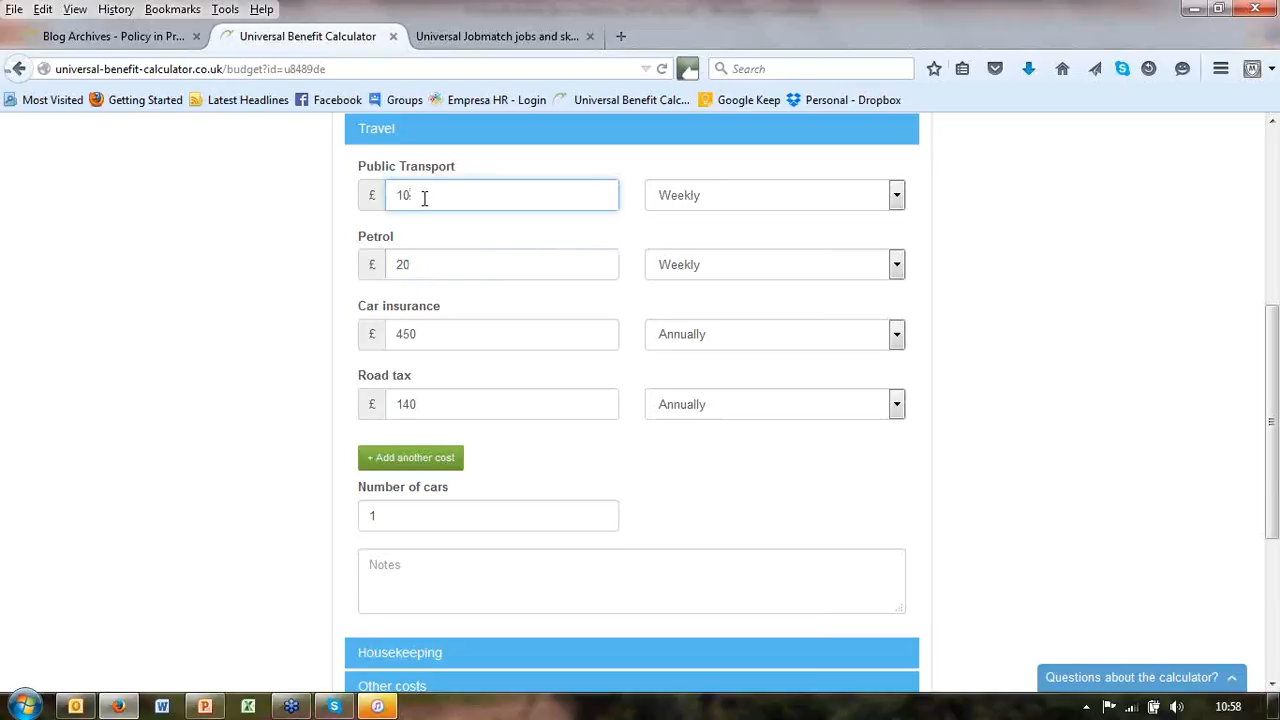 File Edit View History Bookmarks Tools Help
Blog Archives - Policy in Pr... × Universal Benefit Calculator × Universal Jobmatch jobs and sk... × +
universal-benefit-calculator.co.uk/budget?id=u8489de Search
Most Visited Getting Started Latest Headlines Facebook Groups Empresa HR - Login Universal Benefit Calc... Google Keep Personal - Dropbox
Travel
Public Transport
£ 10 Weekly
Petrol
£ 20 Weekly
Car insurance
£ 450 Annually
Road tax
£ 140 Annually
+ Add another cost
Number of cars
1
Notes
Housekeeping
Other costs
Questions about the calculator?
10:58